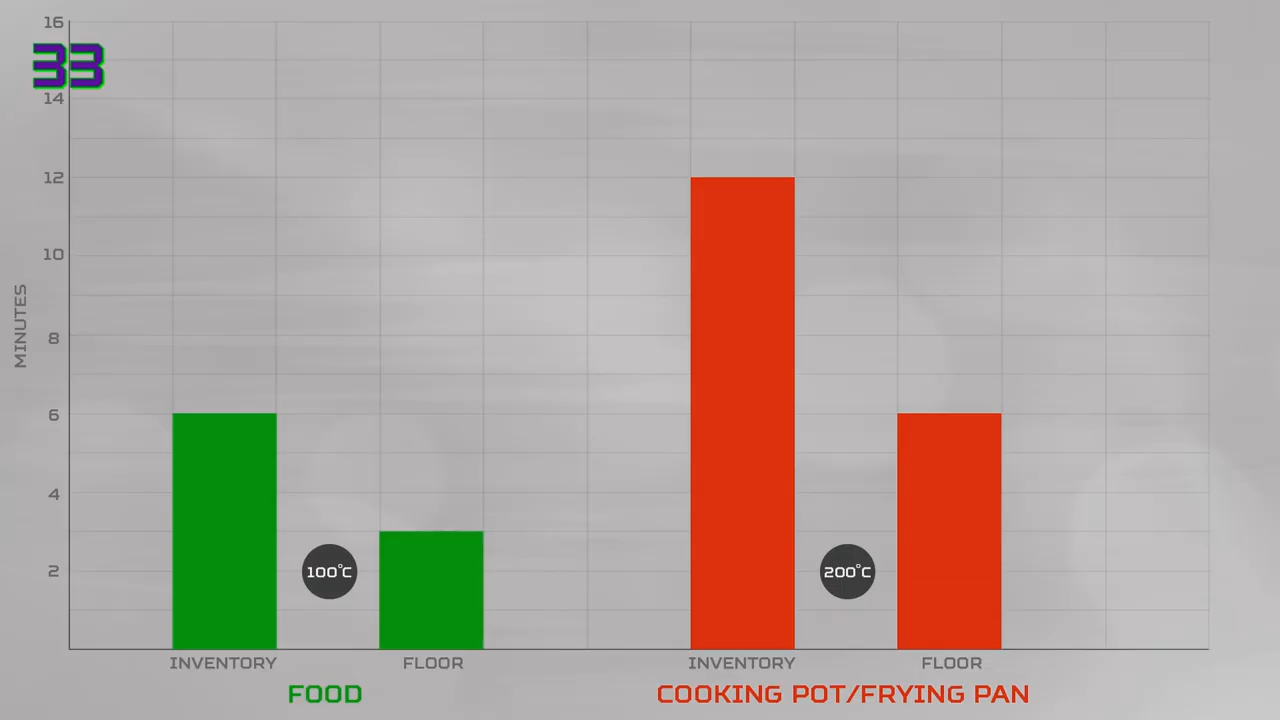 16
33
14
12
10
8
6
4
2
MINUTES
100°C
200°C
INVENTORY
FLOOR
INVENTORY
FLOOR
FOOD
COOKING POT/FRYING PAN